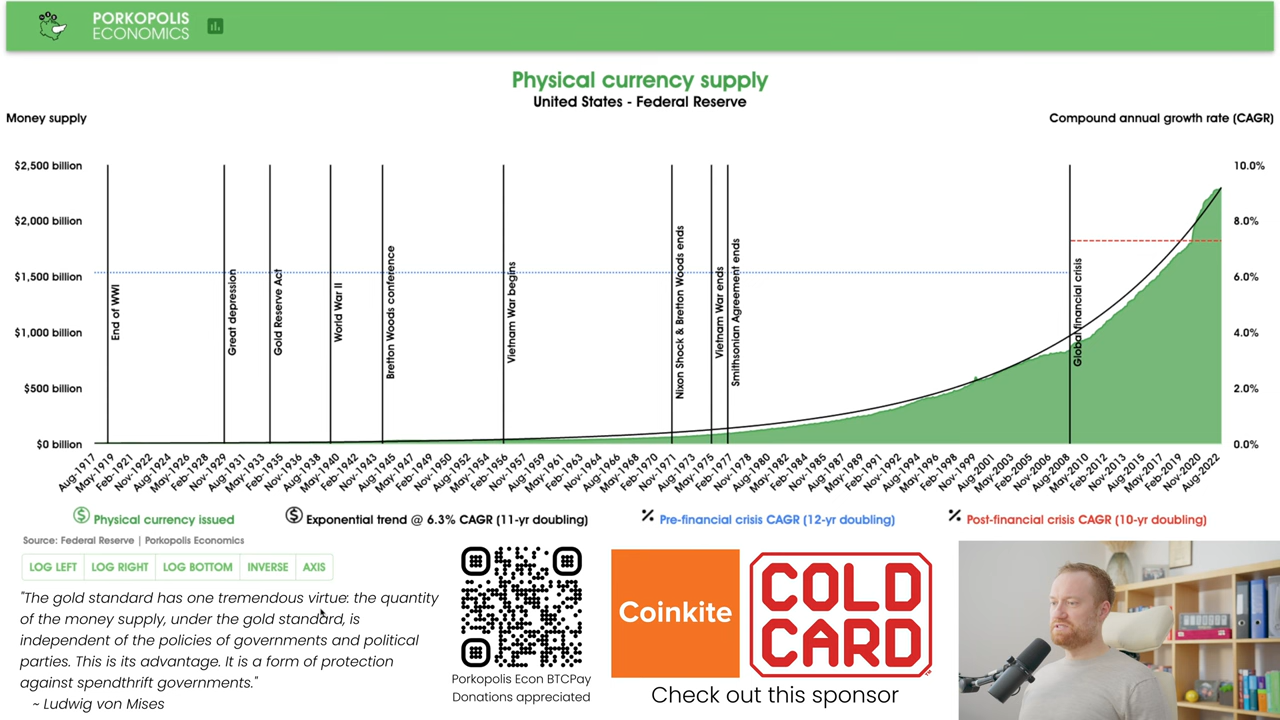 PORKOPOLIS
ECONOMICS
Physical currency supply
United States - Federal Reserve
Money supply
Compound annual growth rate (CAGR)
$2,500 billion
$2,000 billion
$1,500 billion
$1,000 billion
$500 billion
$0 billion
10.0%
8.0%
6.0%
4.0%
2.0%
0.0%
End of WWI
Great depression
Gold Reserve Act
World War II
Bretton Woods conference
Vietnam War begins
Nixon Shock & Bretton Woods ends
Vietnam War ends
Smithsonian Agreement ends
Global financial crisis
Aug-1917
May-1919
Feb-1921
Nov-1922
Aug-1924
May-1926
Feb-1928
Nov-1929
Aug-1931
May-1933
Feb-1935
Nov-1936
Aug-1938
May-1940
Feb-1942
Nov-1943
Aug-1945
May-1947
Feb-1949
Nov-1950
Aug-1952
May-1954
Feb-1956
Nov-1957
Aug-1959
May-1961
Feb-1963
Nov-1964
Aug-1966
May-1968
Feb-1970
Nov-1971
Aug-1973
May-1975
Feb-1977
Nov-1978
Aug-1980
May-1982
Feb-1984
Nov-1985
Aug-1987
May-1989
Feb-1991
Nov-1992
Aug-1994
May-1996
Feb-1998
Nov-1999
Aug-2001
May-2003
Feb-2005
Nov-2006
Aug-2008
May-2010
Feb-2012
Nov-2013
Aug-2015
May-2017
Feb-2019
Nov-2020
Aug-2022
Physical currency issued
Exponential trend @ 6.3% CAGR (11-yr doubling)
Pre-financial crisis CAGR (12-yr doubling)
Post-financial crisis CAGR (10-yr doubling)
Source: Federal Reserve | Porkopolis Economics
LOG LEFT LOG RIGHT LOG BOTTOM INVERSE AXIS
"The gold standard has one tremendous virtue: the quantity
of the money supply, under the gold standard, is
independent of the policies of governments and political
parties. This is its advantage. It is a form of protection
against spendthrift governments."
~ Ludwig von Mises
Porkopolis Econ BTCPay
Donations appreciated
Coinkite
COLD
CARD
TM
Check out this sponsor